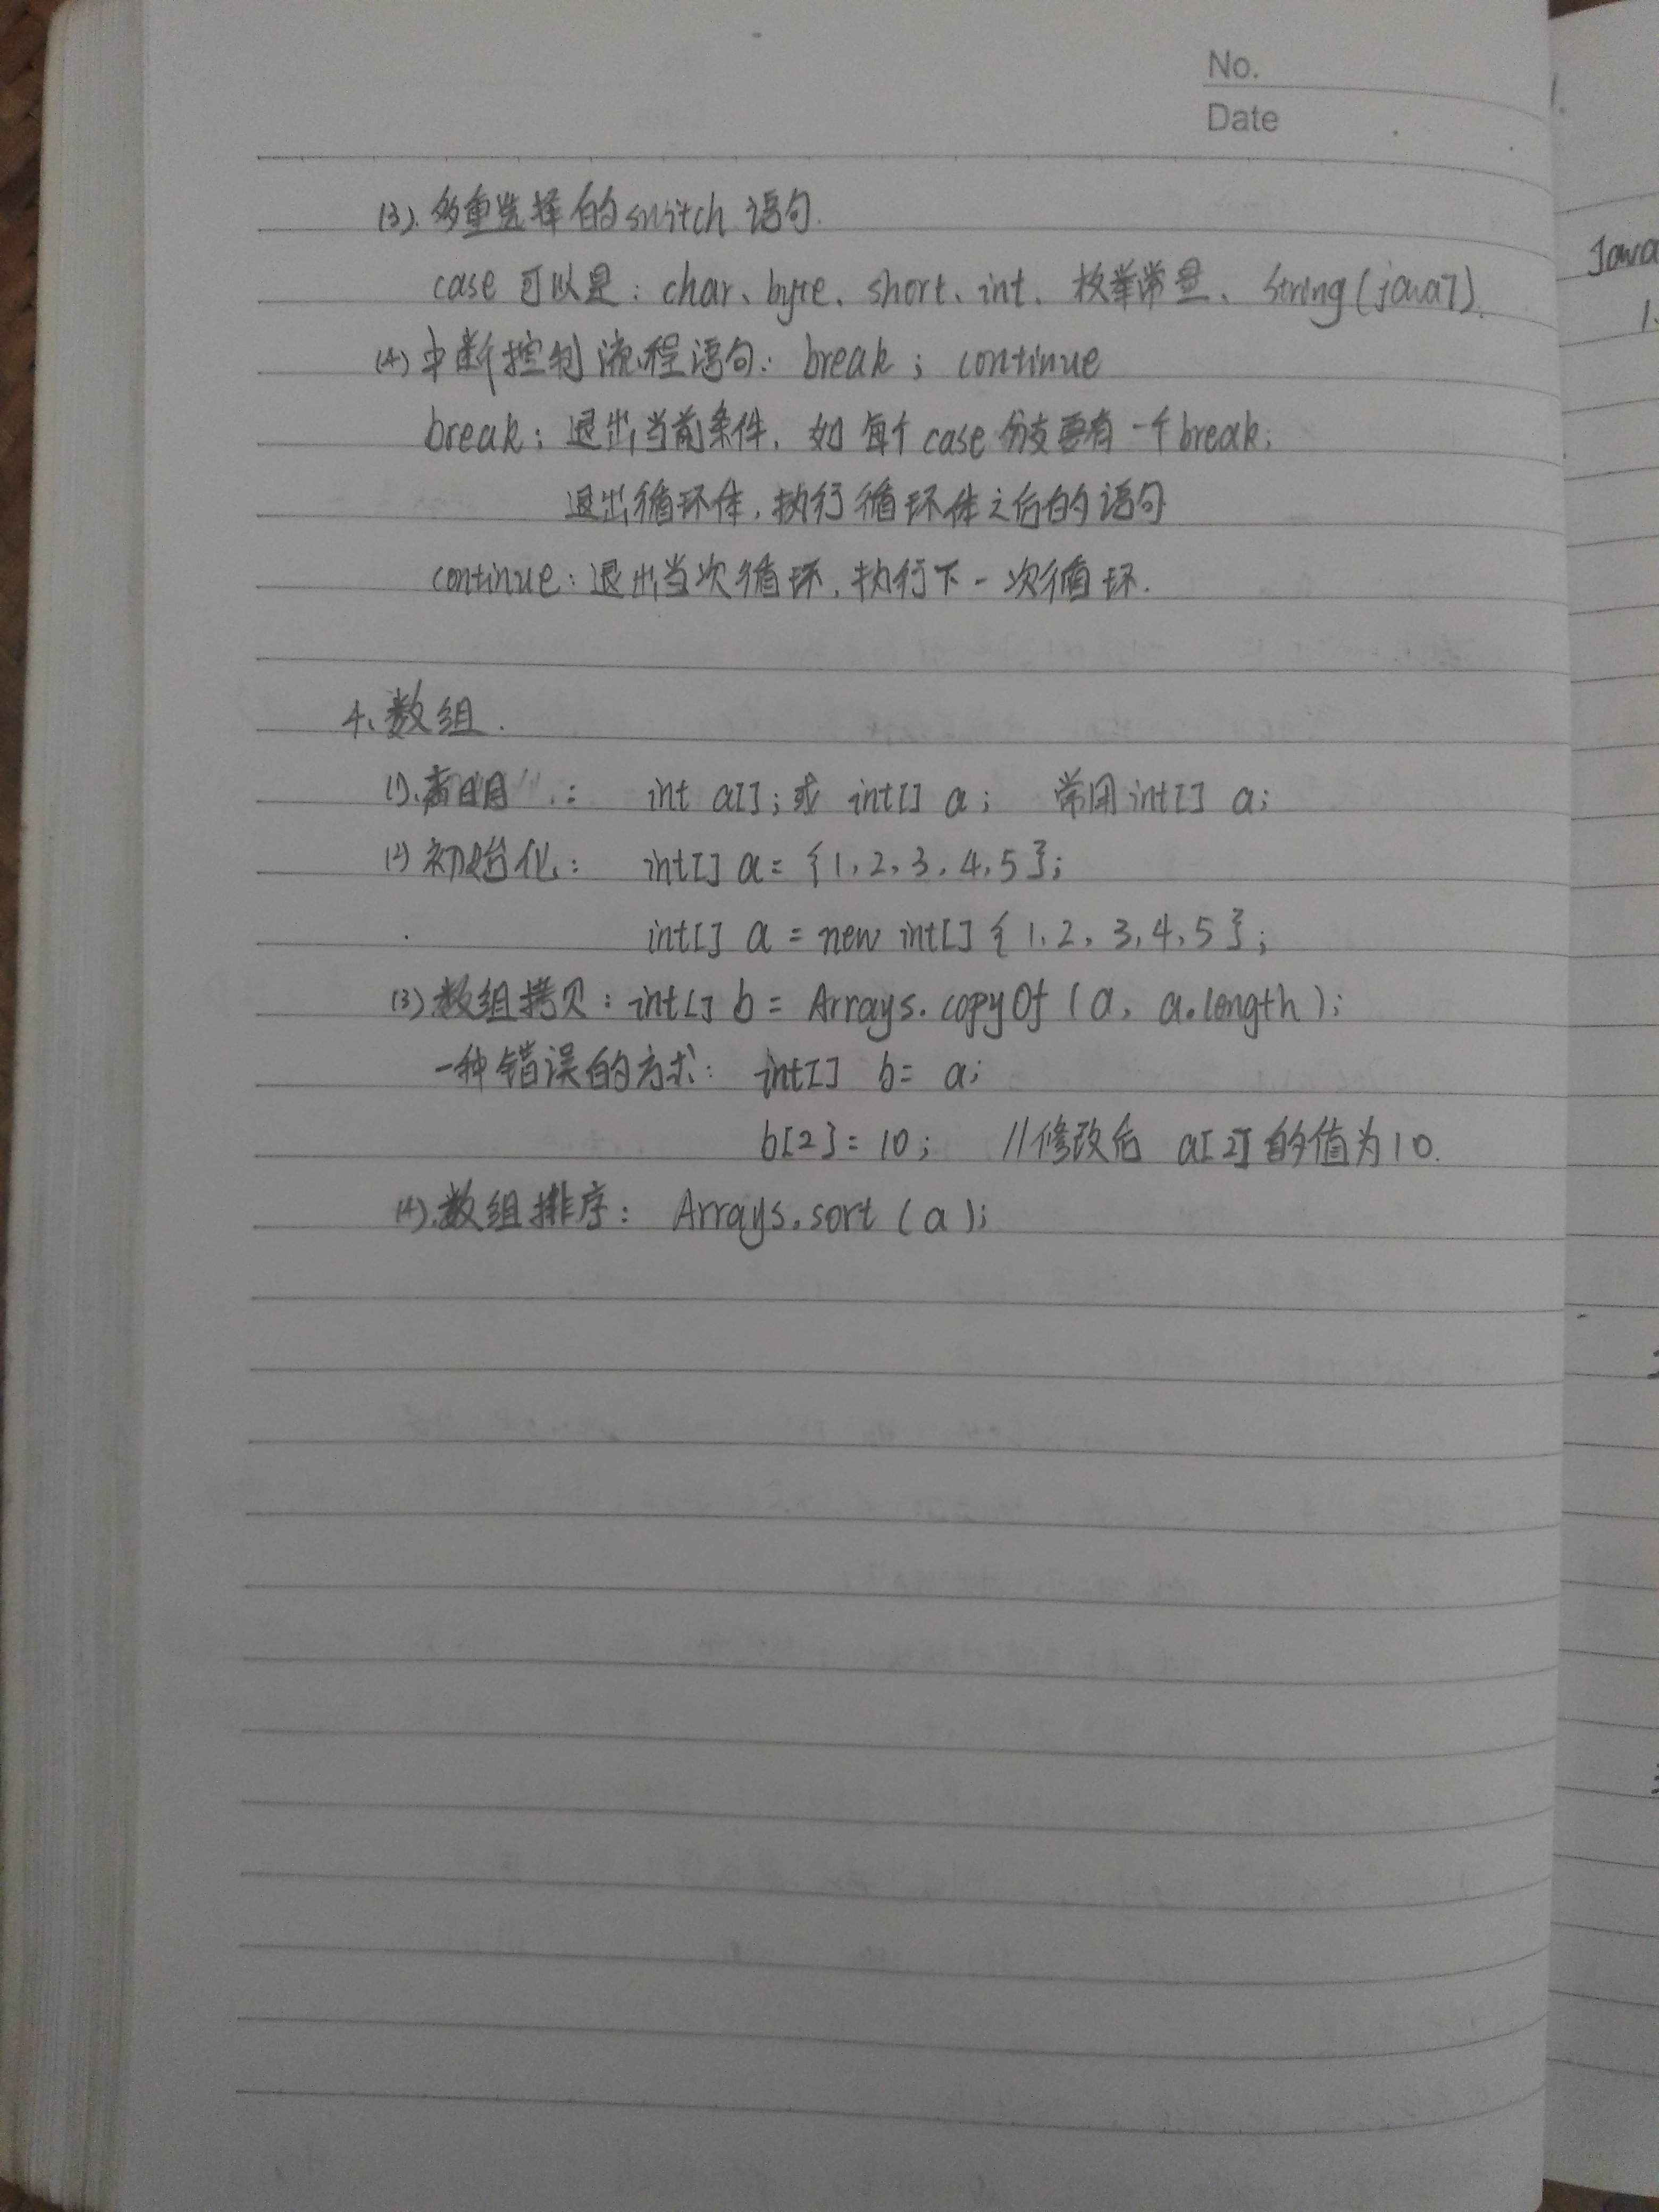 No.
Date
(3). 多重选择的switch 语句.
case 可以是：char、byte、short、int、枚举常量、String(java7).
(4) 中断控制流程语句：break；continue
break：退出当前条件，如 每个case分支要有一个break;
退出循环体，执行循环体之后的语句
continue：退出当次循环，执行下一次循环.
4、数组.
(1).声明：int a[]；或 int[] a； 常用int[] a；
(2) 初始化：int[] a = {1, 2, 3, 4, 5};
int[] a = new int[] {1, 2, 3, 4, 5};
(3) 数组拷贝：int[] b = Arrays.copyOf (a, a.length);
一种错误的方式：int[] b = a;
b[2] = 10; //修改后 a[2]的值为10.
(4).数组排序：Arrays.sort (a);
Java
1.